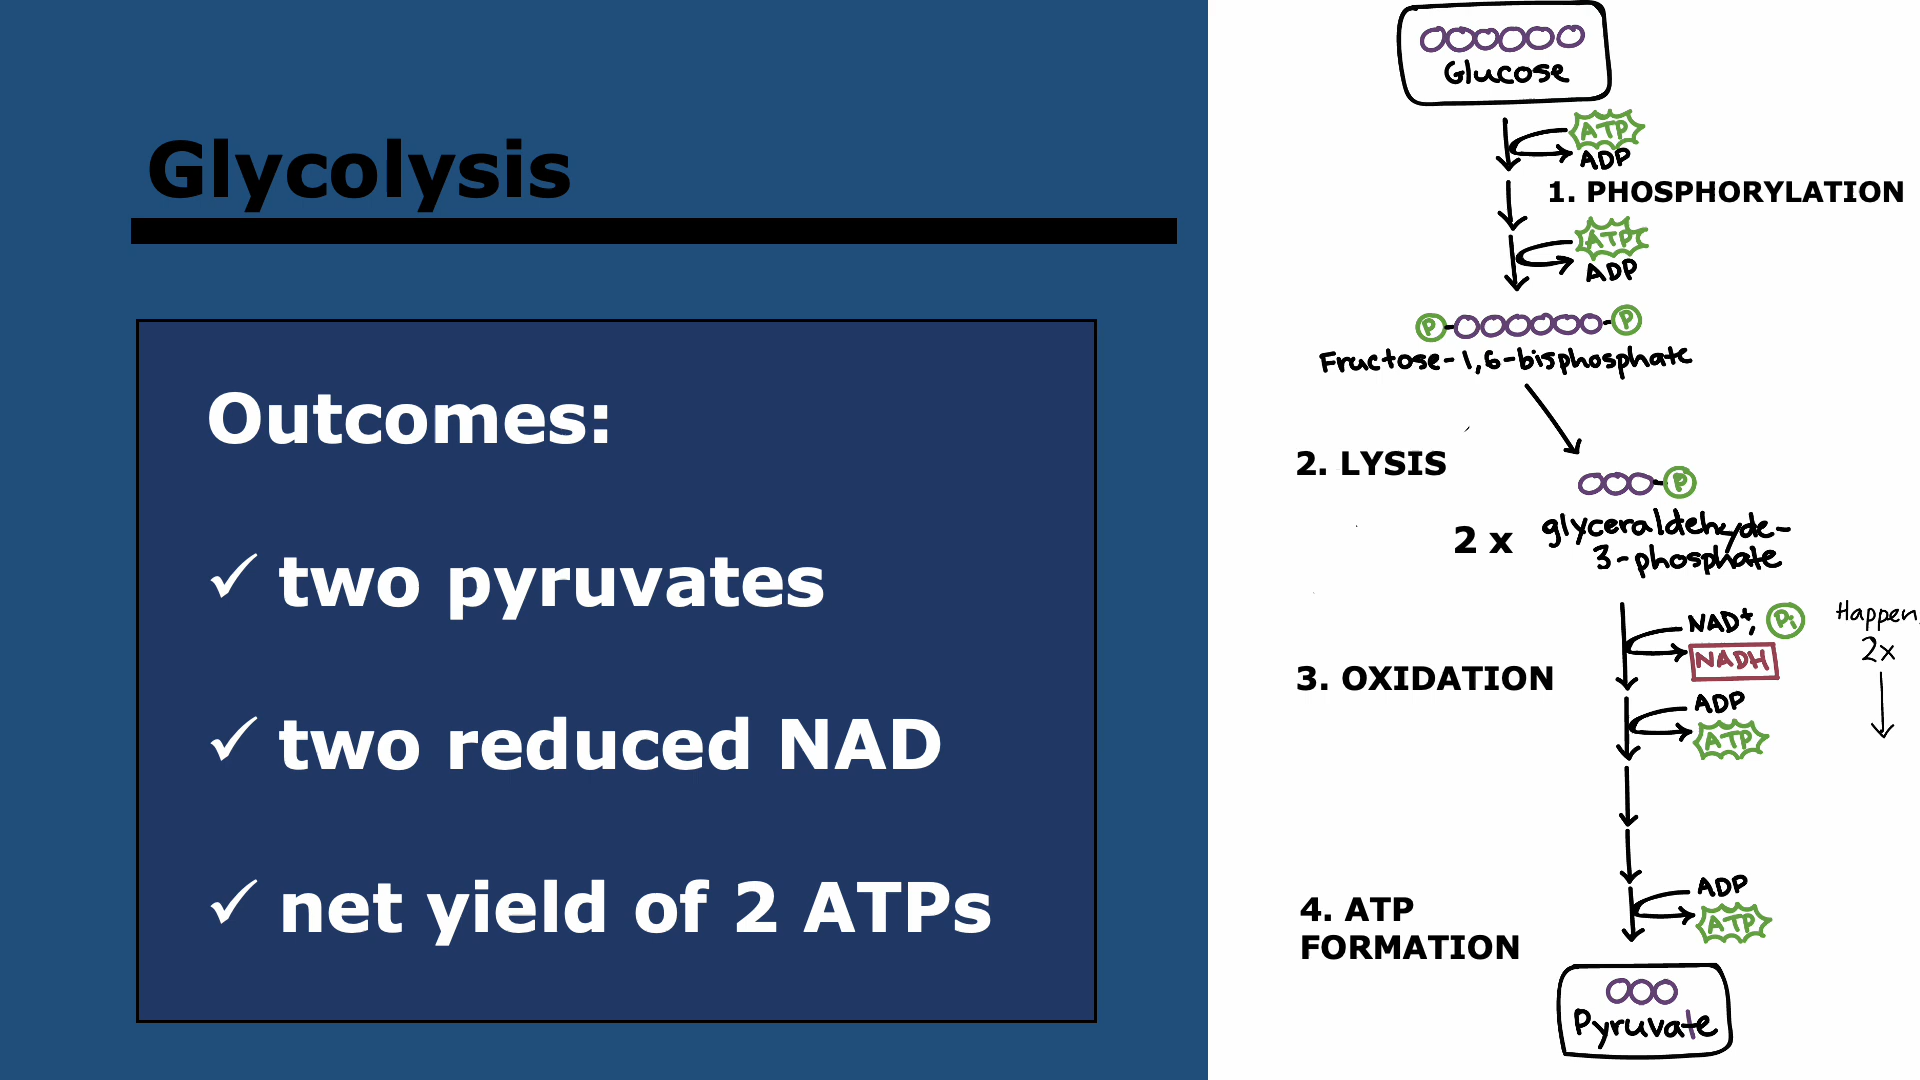 Glycolysis
Outcomes:
✓ two pyruvates
✓ two reduced NAD
✓ net yield of 2 ATPs
Glucose
ATP
ADP
1. PHOSPHORYLATION
ATP
ADP
P P
Fructose-1,6-bisphosphate
2. LYSIS
P
2 x glyceraldehyde-
3-phosphate
NAD+, Pi
NADH
Happen
2x
3. OXIDATION
ADP
ATP
4. ATP
FORMATION
ADP
ATP
Pyruvate